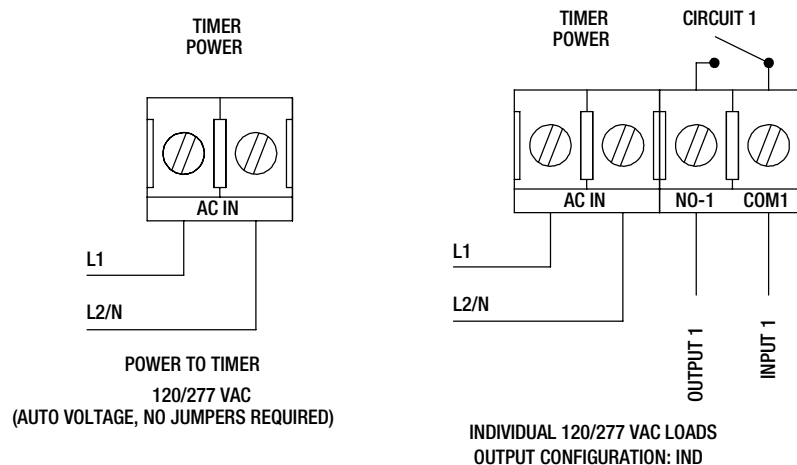 TIMER
POWER
AC IN
L1
L2/N
POWER TO TIMER
120/277 VAC
(AUTO VOLTAGE, NO JUMPERS REQUIRED)
TIMER
POWER
CIRCUIT 1
AC IN
NO-1
COM1
L1
L2/N
OUTPUT 1
INPUT 1
INDIVIDUAL 120/277 VAC LOADS
OUTPUT CONFIGURATION: IND